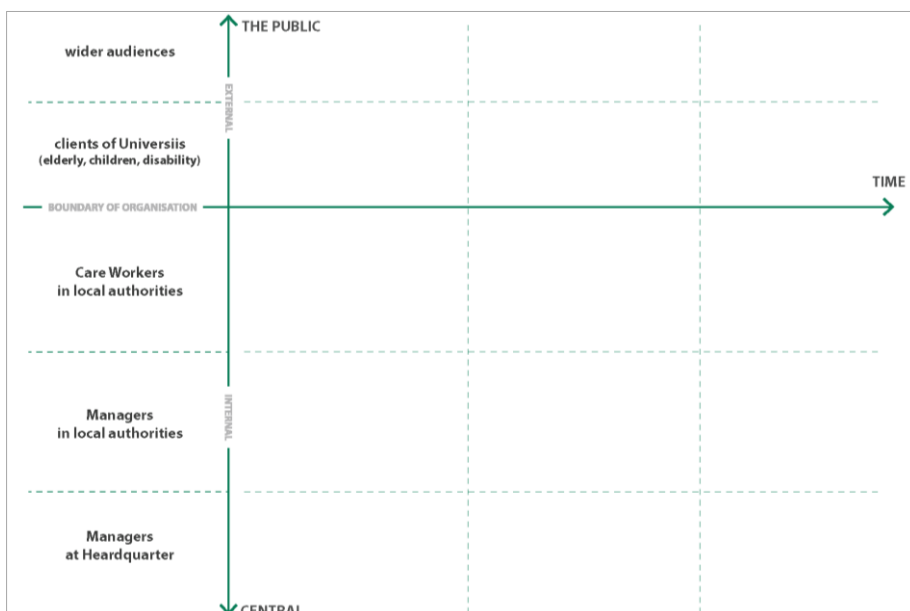 THE PUBLIC
wider audiences
EXTERNAL
clients of Universiis
(elderly, children, disability)
TIME
BOUNDARY OF ORGANISATION
Care Workers
in local authorities
INTERNAL
Managers
in local authorities
Managers
at Heardquarter
CENTRAL